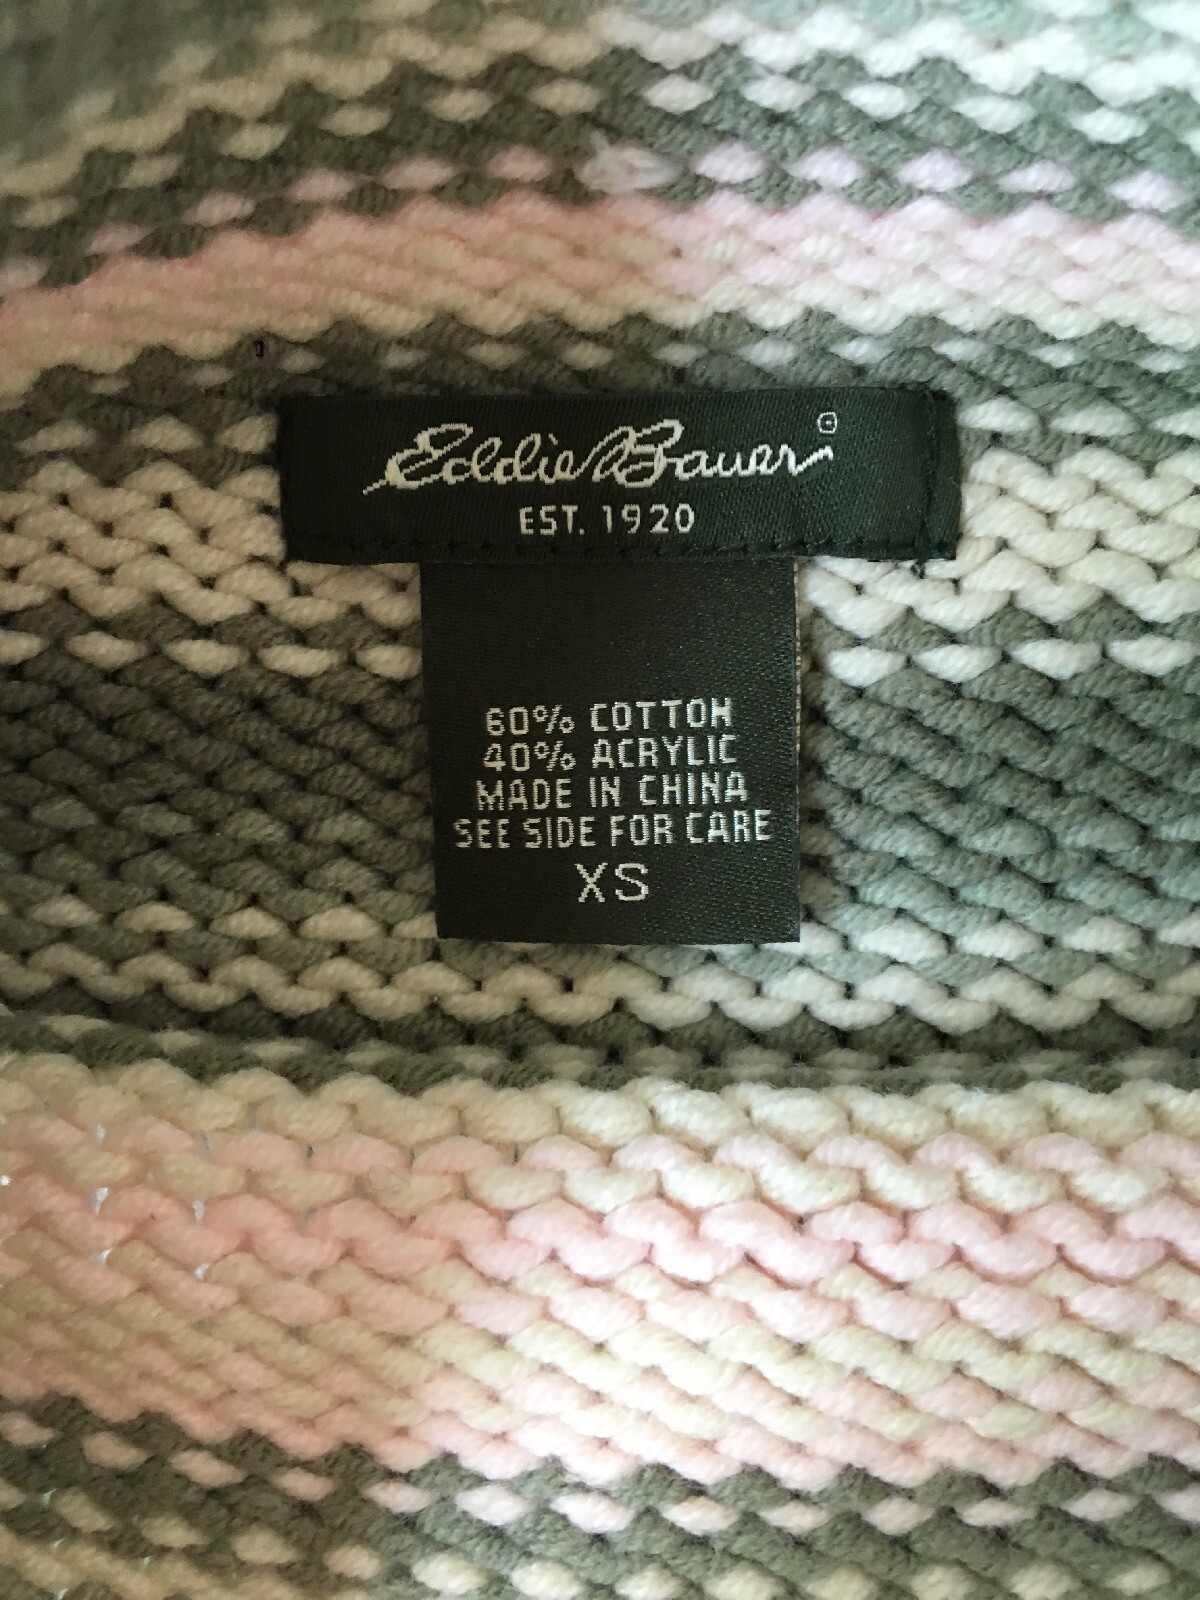 Eddie Bauer®
EST. 1920
60% COTTON
40% ACRYLIC
MADE IN CHINA
SEE SIDE FOR CARE
XS